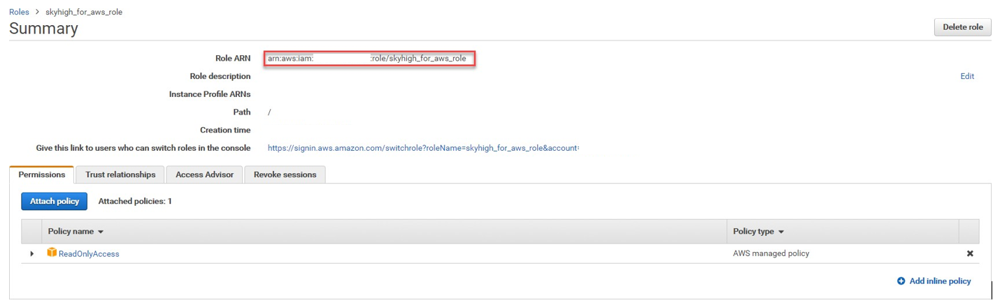 Roles > skyhigh_for_aws_role
Summary
Delete role
Role ARN arn:aws:iam: :role/skyhigh_for_aws_role
Role description Edit
Instance Profile ARNs
Path /
Creation time
Give this link to users who can switch roles in the console https://signin.aws.amazon.com/switchrole?roleName=skyhigh_for_aws_role&account=
Permissions Trust relationships Access Advisor Revoke sessions
Attach policy Attached policies: 1
Policy name Policy type
ReadOnlyAccess AWS managed policy
Add inline policy